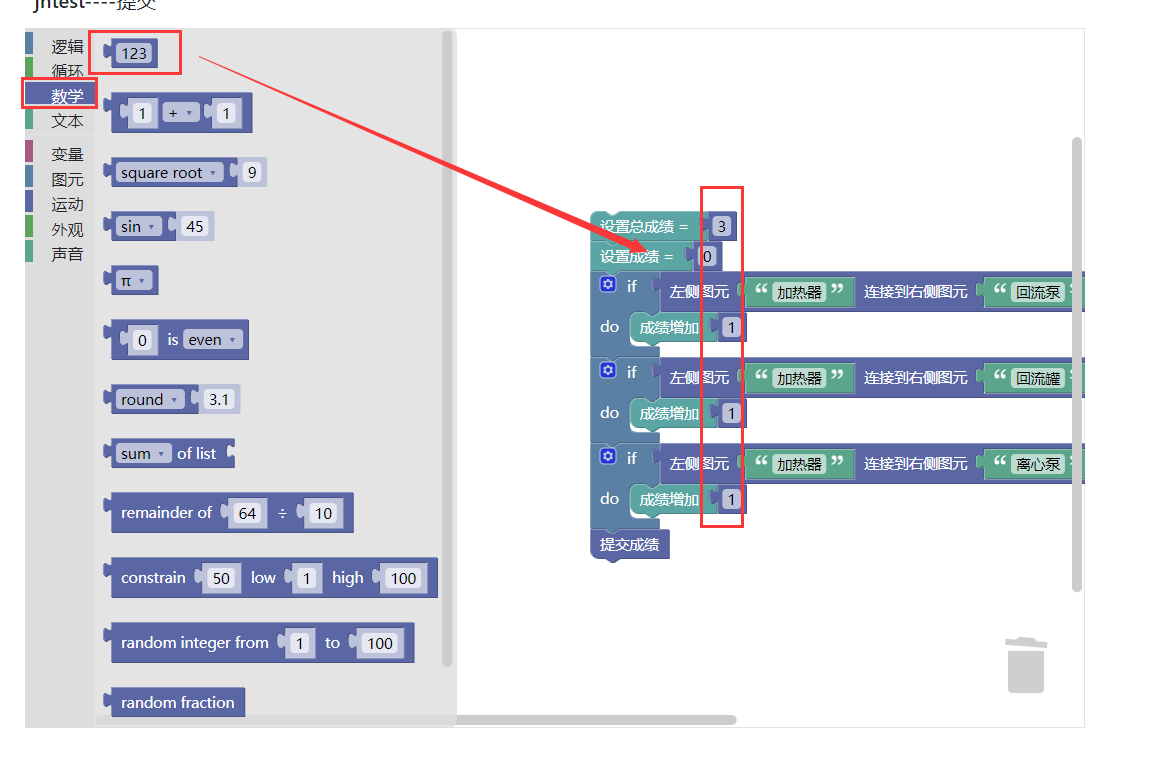 jhtest----提交
逻辑
循环
数学
文本
变量
图元
运动
外观
声音
123
1 + 1
square root 9
sin 45
π
0 is even
round 3.1
sum of list
remainder of 64 ÷ 10
constrain 50 low 1 high 100
random integer from 1 to 100
random fraction
设置总成绩 = 3
设置成绩 = 0
if 左侧图元 “ 加热器 ” 连接到右侧图元 “ 回流泵 ”
do 成绩增加 1
if 左侧图元 “ 加热器 ” 连接到右侧图元 “ 回流罐 ”
do 成绩增加 1
if 左侧图元 “ 加热器 ” 连接到右侧图元 “ 离心泵 ”
do 成绩增加 1
提交成绩